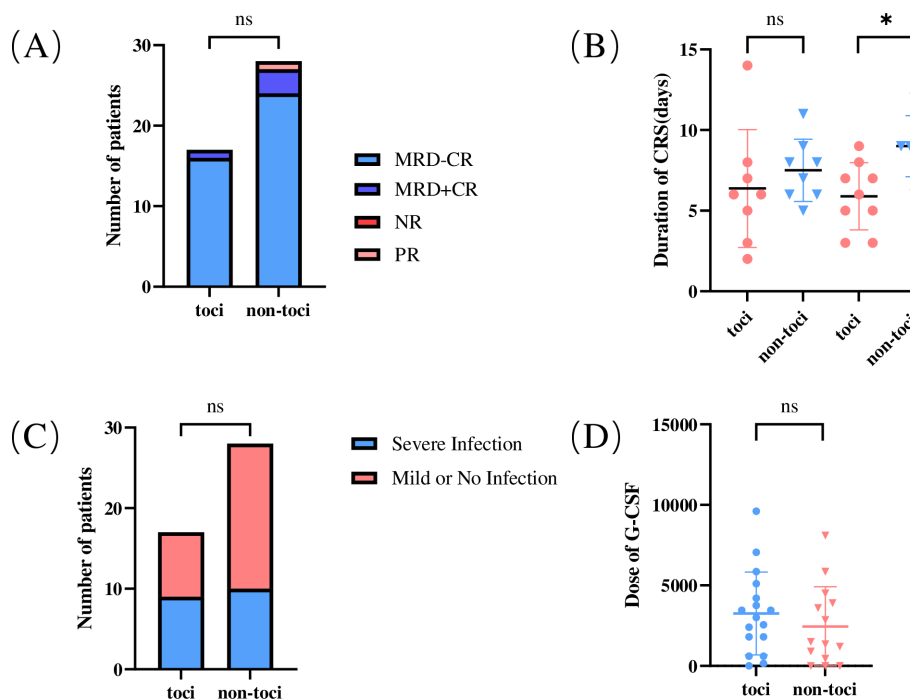 (A)
ns
Number of patients
30
20
10
0
toci
non-toci
MRD-CR
MRD+CR
NR
PR
(B)
ns
*
Duration of CRS(days)
15
10
5
0
toci
non-toci
toci
(C)
ns
Number of patients
30
20
10
0
toci
non-toci
Severe Infection
Mild or No Infection
(D)
ns
Dose of G-CSF
15000
10000
5000
0
toci
non-toci